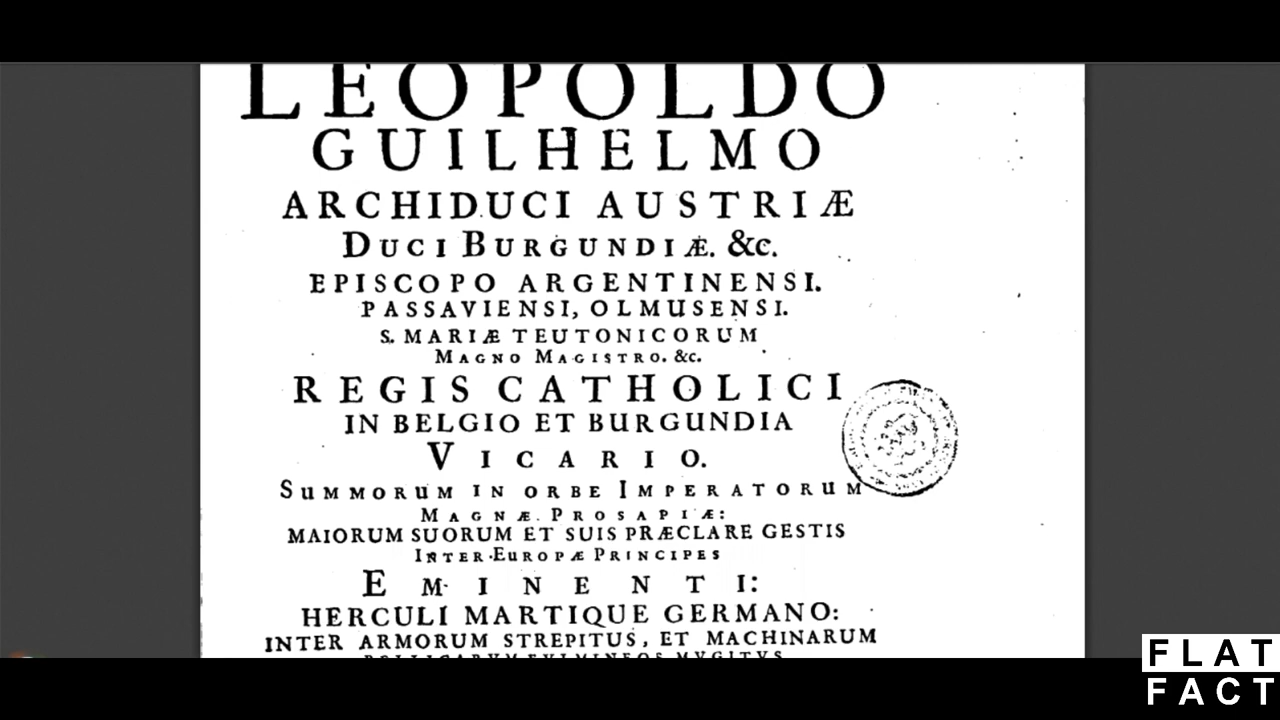 LEOPOLDO
GUILHELMO
ARCHIDUCI AUSTRIÆ
DUCI BURGUNDIÆ. &c.
EPISCOPO ARGENTINENSI.
PASSAVIENSI, OLMUSENSI.
S. MARIÆ TEUTONICORUM
MAGNO MAGISTRO. &c.
REGIS CATHOLICI
IN BELGIO ET BURGUNDIA
VICARIO.
SUMMORUM IN ORBE IMPERATORUM
MAGNÆ PROSAPIÆ:
MAIORUM SUORUM ET SUIS PRÆCLARE GESTIS
INTER EUROPÆ PRINCIPES
EMINENTI:
HERCULI MARTIQUE GERMANO:
INTER ARMORUM STREPITUS, ET MACHINARUM
FLAT
FACT